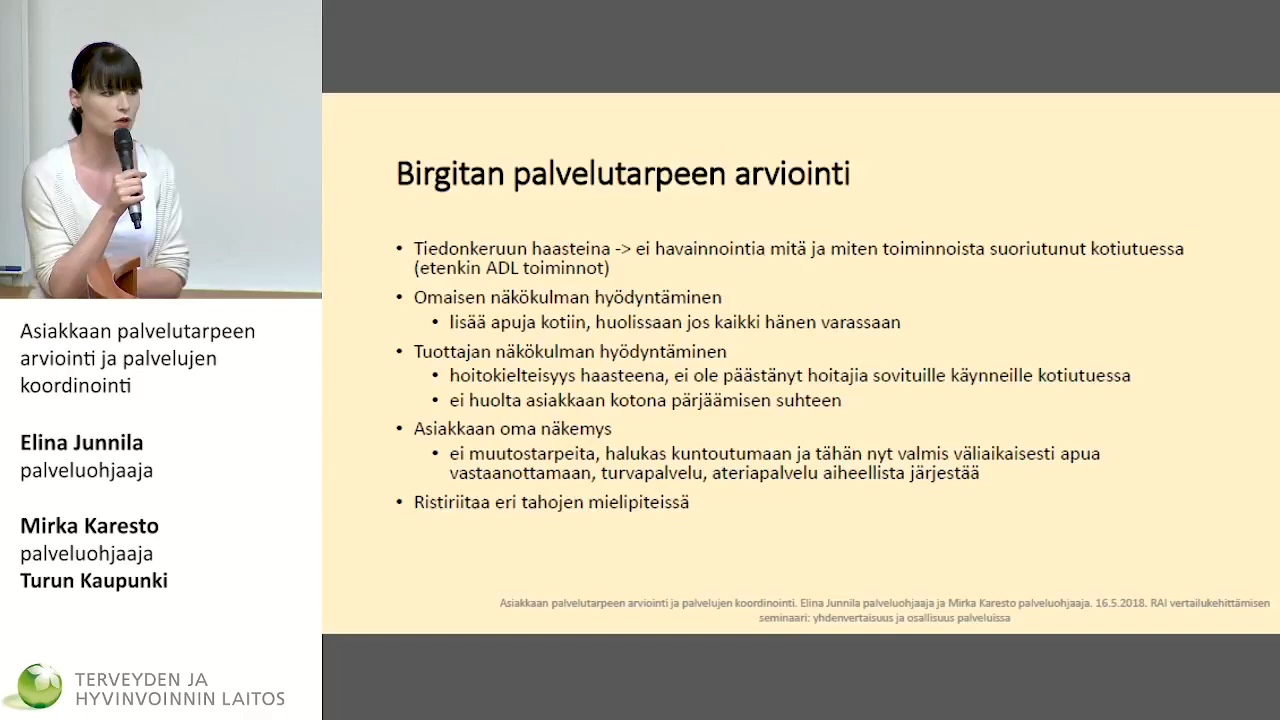 Asiakkaan palvelutarpeen
arviointi ja palvelujen
koordinointi
Elina Junnila
palveluohjaaja
Mirka Karesto
palveluohjaaja
Turun Kaupunki
TERVEYDEN JA
HYVINVOINNIN LAITOS
Birgitan palvelutarpeen arviointi
• Tiedonkeruun haasteina -> ei havainnointia mitä ja miten toiminnoista suoriutunut kotiutuessa
(etenkin ADL toiminnot)
• Omaisen näkökulman hyödyntäminen
• lisää apuja kotiin, huolissaan jos kaikki hänen varassaan
• Tuottajan näkökulman hyödyntäminen
• hoitokielteisyys haasteena, ei ole päästänyt hoitajia sovituille käynneille kotiutuessa
• ei huolta asiakkaan kotona pärjäämisen suhteen
• Asiakkaan oma näkemys
• ei muutostarpeita, halukas kuntoutumaan ja tähän nyt valmis väliaikaisesti apua
vastaanottamaan, turvapalvelu, ateriapalvelu aiheellista järjestää
• Ristiriitaa eri tahojen mielipiteissä
Asiakkaan palvelutarpeen arviointi ja palvelujen koordinointi. Elina Junnila palveluohjaaja ja Mirka Karesto palveluohjaaja. 16.5.2018. RAI vertailukehittämisen
seminaari: yhdenvertaisuus ja osallisuus palveluissa